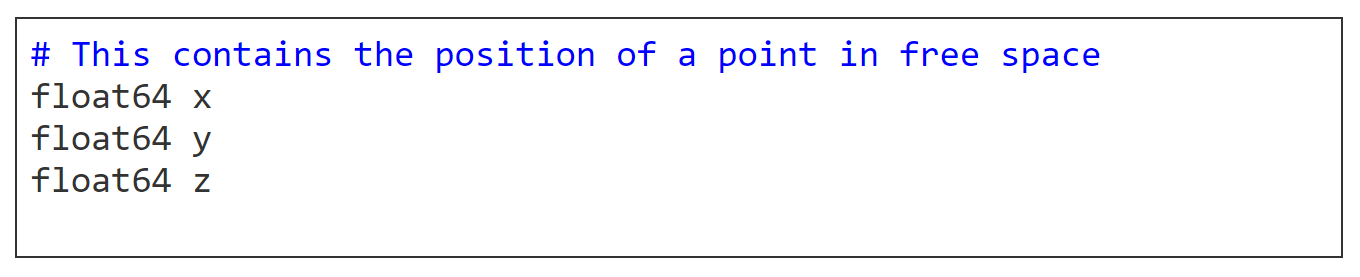 # This contains the position of a point in free space
float64 x
float64 y
float64 z